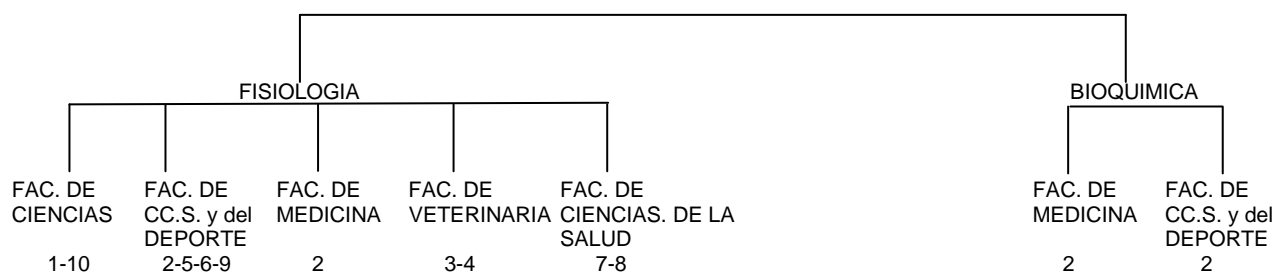 FISIOLOGIA
BIOQUIMICA
FAC. DE
CIENCIAS
1-10
FAC. DE
CC.S. y del
DEPORTE
2-5-6-9
FAC. DE
MEDICINA
2
FAC. DE
VETERINARIA
3-4
FAC. DE
CIENCIAS. DE LA
SALUD
7-8
FAC. DE
MEDICINA
2
FAC. DE
CC.S. y del
DEPORTE
2